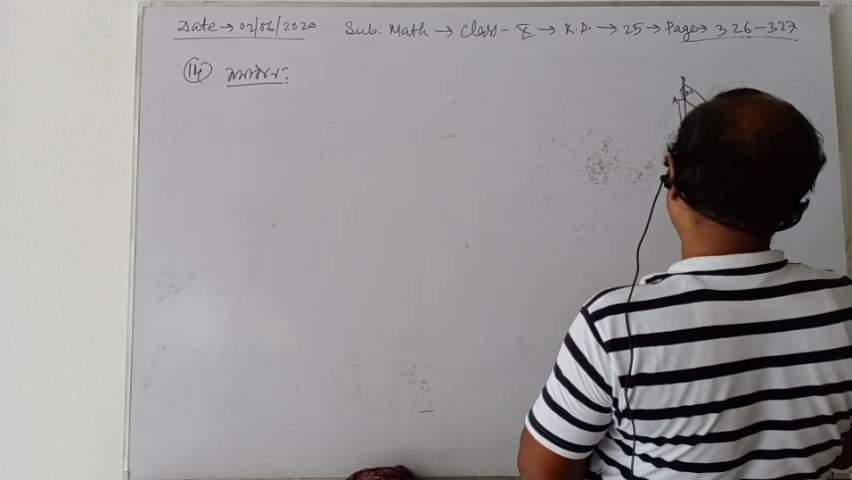 Date → 02/06/2020 Sub: Math → Class - X → K.D. → 25 → Page → 326-327.
(14) সমাধান:
A